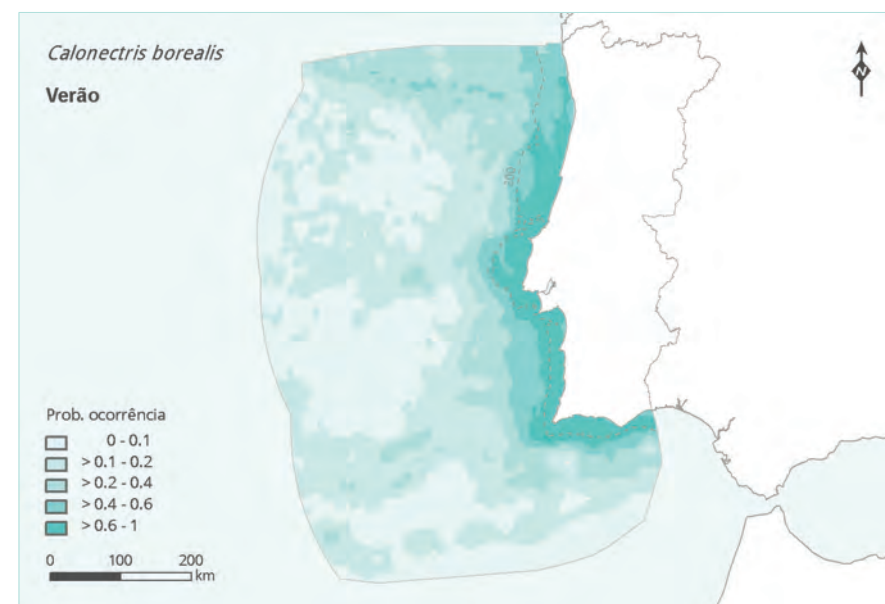 Calonectris borealis
Verão
N
200
Prob. ocorrência
0 - 0.1
> 0.1 - 0.2
> 0.2 - 0.4
> 0.4 - 0.6
> 0.6 - 1
0 100 200
km